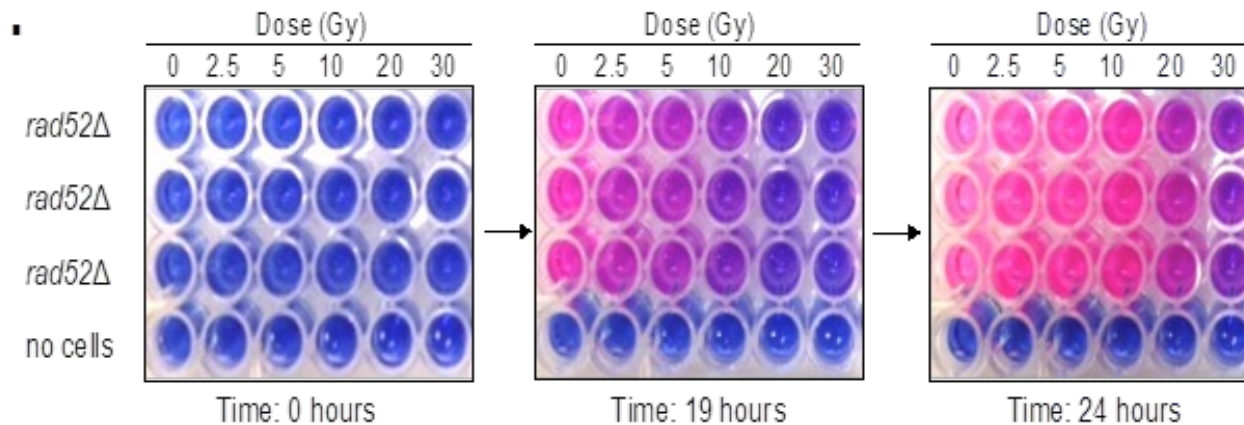 Dose (Gy) Dose (Gy) Dose (Gy)
0 2.5 5 10 20 30 0 2.5 5 10 20 30 0 2.5 5 10 20 30
rad52Δ
rad52Δ
rad52Δ
no cells
Time: 0 hours Time: 19 hours Time: 24 hours